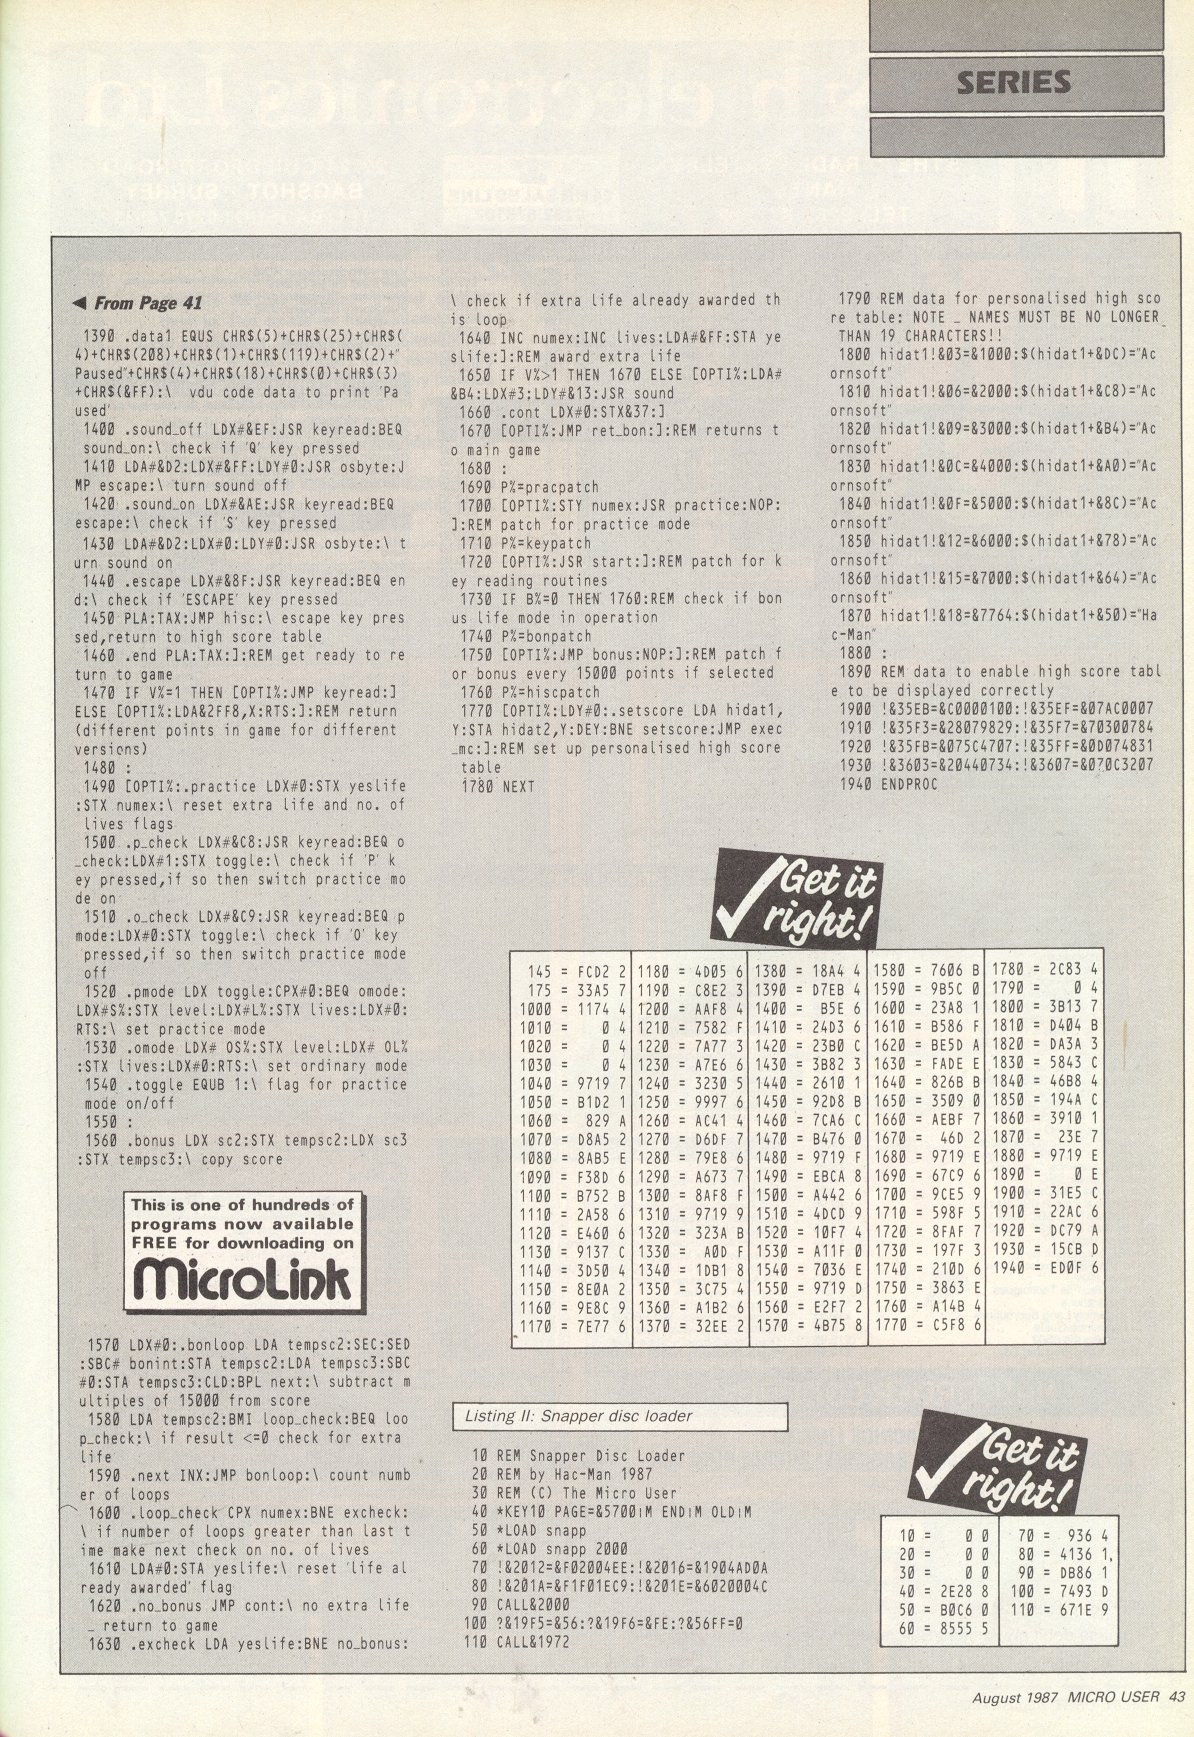 SERIES
◄ From Page 41
1390 .data1 EQUS CHR$(5)+CHR$(25)+CHR$(
4)+CHR$(208)+CHR$(1)+CHR$(119)+CHR$(2)+"
Paused"+CHR$(4)+CHR$(18)+CHR$(0)+CHR$(3)
+CHR$(&FF):\ vdu code data to print 'Pa
used'
1400 .sound_off LDX#&EF:JSR keyread:BEQ
sound_on:\ check if 'Q' key pressed
1410 LDA#&D2:LDX#&FF:LDY#0:JSR osbyte:J
MP escape:\ turn sound off
1420 .sound_on LDX#&AE:JSR keyread:BEQ
escape:\ check if 'S' key pressed
1430 LDA#&D2:LDX#0:LDY#0:JSR osbyte:\ t
urn sound on
1440 .escape LDX#&8F:JSR keyread:BEQ en
d:\ check if 'ESCAPE' key pressed
1450 PLA:TAX:JMP hisc:\ escape key pres
sed,return to high score table
1460 .end PLA:TAX:]:REM get ready to re
turn to game
1470 IF V%=1 THEN [OPTI%:JMP keyread:]
ELSE [OPTI%:LDA&2FF8,X:RTS:]:REM return
(different points in game for different
versions)
1480 :
1490 [OPTI%:.practice LDX#0:STX yeslife
:STX numex:\ reset extra life and no. of
lives flags
1500 .p_check LDX#&C8:JSR keyread:BEQ o
_check:LDX#1:STX toggle:\ check if 'P' k
ey pressed,if so then switch practice mo
de on
1510 .o_check LDX#&C9:JSR keyread:BEQ p
mode:LDX#0:STX toggle:\ check if 'O' key
pressed,if so then switch practice mode
off
1520 .pmode LDX toggle:CPX#0:BEQ omode:
LDX#S%:STX level:LDX#L%:STX lives:LDX#0:
RTS:\ set practice mode
1530 .omode LDX# OS%:STX level:LDX# OL%
:STX lives:LDX#0:RTS:\ set ordinary mode
1540 .toggle EQUB 1:\ flag for practice
mode on/off
1550 :
1560 .bonus LDX sc2:STX tempsc2:LDX sc3
:STX tempsc3:\ copy score
This is one of hundreds of
programs now available
FREE for downloading on
MicroLink
1570 LDX#0:.bonloop LDA tempsc2:SEC:SED
:SBC# bonint:STA tempsc2:LDA tempsc3:SBC
#0:STA tempsc3:CLD:BPL next:\ subtract m
ultiples of 15000 from score
1580 LDA tempsc2:BMI loop_check:BEQ loo
p_check:\ if result <=0 check for extra
life
1590 .next INX:JMP bonloop:\ count numb
er of loops
1600 .loop_check CPX numex:BNE excheck:
\ if number of loops greater than last t
ime make next check on no. of lives
1610 LDA#0:STA yeslife:\ reset 'life al
ready awarded' flag
1620 .no_bonus JMP cont:\ no extra life
_ return to game
1630 .excheck LDA yeslife:BNE no_bonus:
\ check if extra life already awarded th
is loop
1640 INC numex:INC lives:LDA#&FF:STA ye
slife:]:REM award extra life
1650 IF V%>1 THEN 1670 ELSE [OPTI%:LDA#
&B4:LDX#3:LDY#&13:JSR sound
1660 .cont LDX#0:STX&37:]
1670 [OPTI%:JMP ret_bon:]:REM returns t
o main game
1680 :
1690 P%=pracpatch
1700 [OPTI%:STY numex:JSR practice:NOP:
]:REM patch for practice mode
1710 P%=keypatch
1720 [OPTI%:JSR start:]:REM patch for k
ey reading routines
1730 IF B%=0 THEN 1760:REM check if bon
us life mode in operation
1740 P%=bonpatch
1750 [OPTI%:JMP bonus:NOP:]:REM patch f
or bonus every 15000 points if selected
1760 P%=hiscpatch
1770 [OPTI%:LDY#0:.setscore LDA hidat1,
Y:STA hidat2,Y:DEY:BNE setscore:JMP exec
_mc:]:REM set up personalised high score
table
1780 NEXT
1790 REM data for personalised high sco
re table: NOTE _ NAMES MUST BE NO LONGER
THAN 19 CHARACTERS!!
1800 hidat1!&03=&1000:$(hidat1+&DC)="Ac
ornsoft"
1810 hidat1!&06=&2000:$(hidat1+&C8)="Ac
ornsoft"
1820 hidat1!&09=&3000:$(hidat1+&B4)="Ac
ornsoft"
1830 hidat1!&0C=&4000:$(hidat1+&A0)="Ac
ornsoft"
1840 hidat1!&0F=&5000:$(hidat1+&8C)="Ac
ornsoft"
1850 hidat1!&12=&6000:$(hidat1+&78)="Ac
ornsoft"
1860 hidat1!&15=&7000:$(hidat1+&64)="Ac
ornsoft"
1870 hidat1!&18=&7764:$(hidat1+&50)="Ha
c-Man"
1880 :
1890 REM data to enable high score tabl
e to be displayed correctly
1900 !&35EB=&C0000100:!&35EF=&07AC0007
1910 !&35F3=&28079829:!&35F7=&70300784
1920 !&35FB=&075C4707:!&35FF=&0D074831
1930 !&3603=&20440734:!&3607=&070C3207
1940 ENDPROC
Get it
right!
145 = FCD2 2
175 = 33A5 7
1000 = 1174 4
1010 = 0 4
1020 = 0 4
1030 = 0 4
1040 = 9719 7
1050 = B1D2 1
1060 = 829 A
1070 = D8A5 2
1080 = 8AB5 E
1090 = F38D 6
1100 = B752 B
1110 = 2A58 6
1120 = E460 6
1130 = 9137 C
1140 = 3D50 4
1150 = 8E0A 2
1160 = 9E8C 9
1170 = 7E77 6
1180 = 4D05 6
1190 = C8E2 3
1200 = AAF8 4
1210 = 7582 F
1220 = 7A77 3
1230 = A7E6 6
1240 = 3230 5
1250 = 9997 6
1260 = AC41 4
1270 = D6DF 7
1280 = 79E8 6
1290 = A673 7
1300 = 8AF8 F
1310 = 9719 9
1320 = 323A B
1330 = A0D F
1340 = 1DB1 8
1350 = 3C75 4
1360 = A1B2 6
1370 = 32EE 2
1380 = 18A4 4
1390 = D7EB 4
1400 = B5E 6
1410 = 24D3 6
1420 = 23B0 C
1430 = 3B82 3
1440 = 2610 1
1450 = 92D8 B
1460 = 7CA6 C
1470 = B476 0
1480 = 9719 F
1490 = EBCA 8
1500 = A442 6
1510 = 4DCD 9
1520 = 10F7 4
1530 = A11F 0
1540 = 7036 E
1550 = 9719 D
1560 = E2F7 2
1570 = 4B75 8
1580 = 7606 B
1590 = 9B5C 0
1600 = 23A8 1
1610 = B586 F
1620 = BE5D A
1630 = FADE E
1640 = 826B B
1650 = 3509 0
1660 = AEBF 7
1670 = 46D 2
1680 = 9719 E
1690 = 67C9 6
1700 = 9CE5 9
1710 = 598F 5
1720 = 8FAF 7
1730 = 197F 3
1740 = 210D 6
1750 = 3863 E
1760 = A14B 4
1770 = C5F8 6
1780 = 2C83 4
1790 = 0 4
1800 = 3B13 7
1810 = D404 B
1820 = DA3A 3
1830 = 5843 C
1840 = 46B8 4
1850 = 194A C
1860 = 3910 1
1870 = 23E 7
1880 = 9719 E
1890 = 0 E
1900 = 31E5 C
1910 = 22AC 6
1920 = DC79 A
1930 = 15CB D
1940 = ED0F 6
Listing II: Snapper disc loader
10 REM Snapper Disc Loader
20 REM by Hac-Man 1987
30 REM (C) The Micro User
40 *KEY10 PAGE=&5700¦M END¦M OLD¦M
50 *LOAD snapp
60 *LOAD snapp 2000
70 !&2012=&F02004EE:!&2016=&1904AD0A
80 !&201A=&F1F01EC9:!&201E=&6020004C
90 CALL&2000
100 ?&19F5=&56:?&19F6=&FE:?&56FF=0
110 CALL&1972
Get it
right!
10 = 0 0
20 = 0 0
30 = 0 0
40 = 2E28 8
50 = B0C6 0
60 = 8555 5
70 = 936 4
80 = 4136 1
90 = DB86 1
100 = 7493 D
110 = 671E 9
August 1987 MICRO USER 43